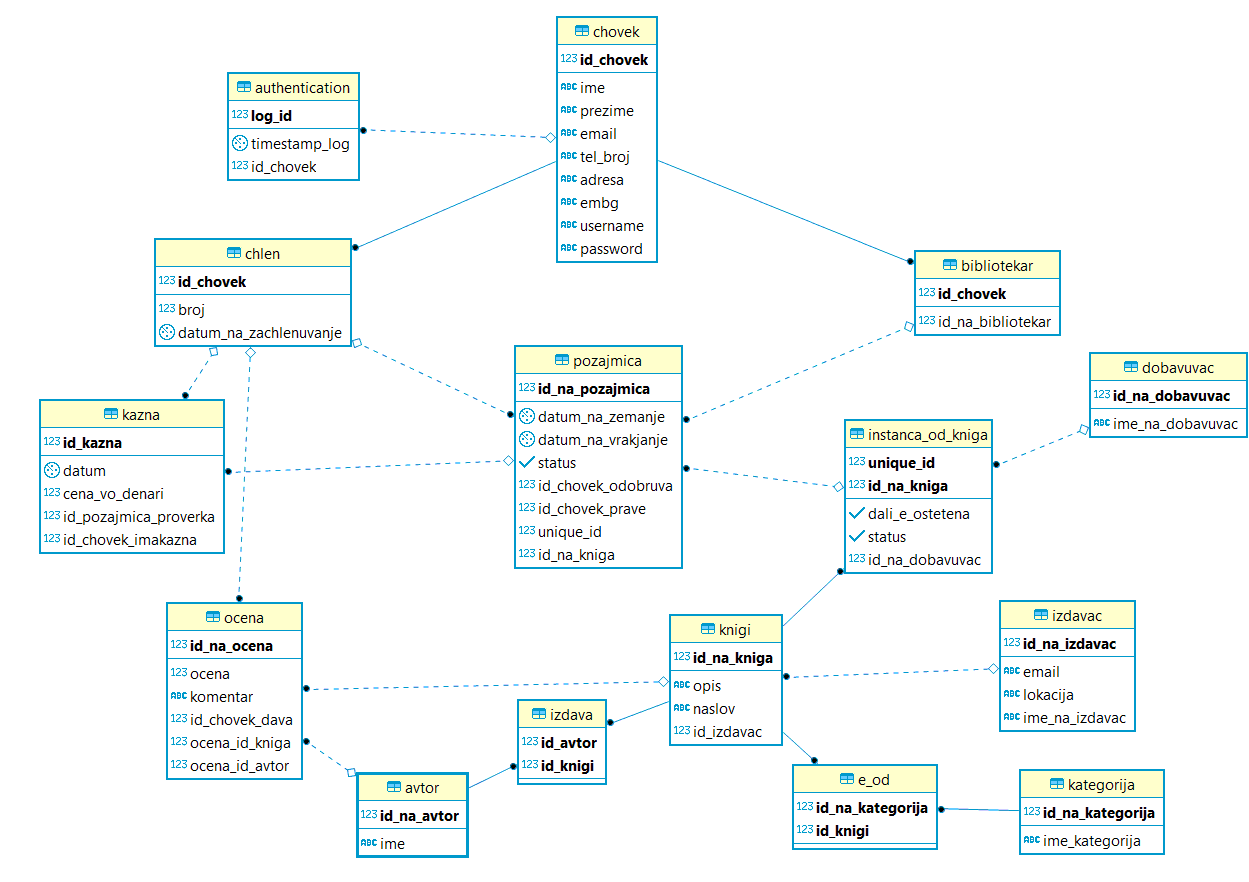 chovek
123 id_chovek
ABC ime
ABC prezime
ABC email
ABC tel_broj
ABC adresa
ABC embg
ABC username
ABC password
authentication
123 log_id
timestamp_log
123 id_chovek
chlen
123 id_chovek
123 broj
datum_na_zachlenuvanje
bibliotekar
123 id_chovek
123 id_na_bibliotekar
pozajmica
123 id_na_pozajmica
datum_na_zemanje
datum_na_vrakjanje
status
123 id_chovek_odobruva
123 id_chovek_prave
123 unique_id
123 id_na_kniga
dobavuvac
123 id_na_dobavuvac
ABC ime_na_dobavuvac
kazna
123 id_kazna
datum
123 cena_vo_denari
123 id_pozajmica_proverka
123 id_chovek_imakazna
instanca_od_kniga
123 unique_id
123 id_na_kniga
dali_e_ostetena
status
123 id_na_dobavuvac
ocena
123 id_na_ocena
123 ocena
ABC komentar
123 id_chovek_dava
123 ocena_id_kniga
123 ocena_id_avtor
knigi
123 id_na_kniga
ABC opis
ABC naslov
123 id_izdavac
izdavac
123 id_na_izdavac
ABC email
ABC lokacija
ABC ime_na_izdavac
izdava
123 id_avtor
123 id_knigi
avtor
123 id_na_avtor
ABC ime
e_od
123 id_na_kategorija
123 id_knigi
kategorija
123 id_na_kategorija
ABC ime_kategorija